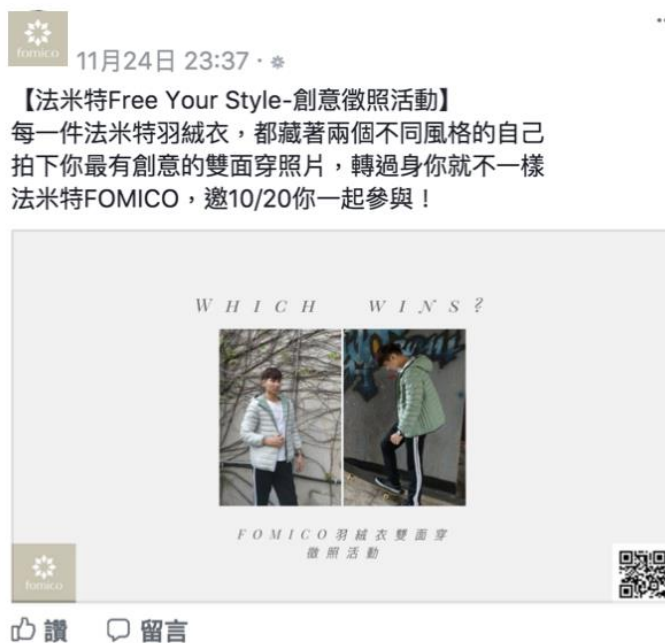 fomico
11月24日 23:37 ·
【法米特Free Your Style-創意徵照活動】
每一件法米特羽絨衣，都藏著兩個不同風格的自己
拍下你最有創意的雙面穿照片，轉過身你就不一樣
法米特FOMICO，邀10/20你一起參與！
WHICH WINS?
FOMICO羽絨衣雙面穿
徵照活動
fomico
讚 留言